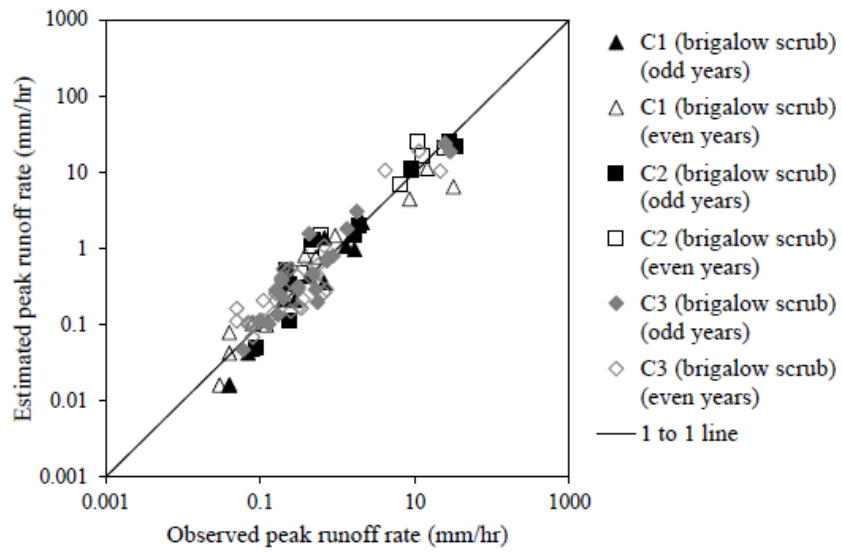 1000
100
10
1
0.1
0.01
0.001
Estimated peak runoff rate (mm/hr)
0.001
0.1
10
1000
Observed peak runoff rate (mm/hr)
C1 (brigalow scrub)
(odd years)
C1 (brigalow scrub)
(even years)
C2 (brigalow scrub)
(odd years)
C2 (brigalow scrub)
(even years)
C3 (brigalow scrub)
(odd years)
C3 (brigalow scrub)
(even years)
1 to 1 line